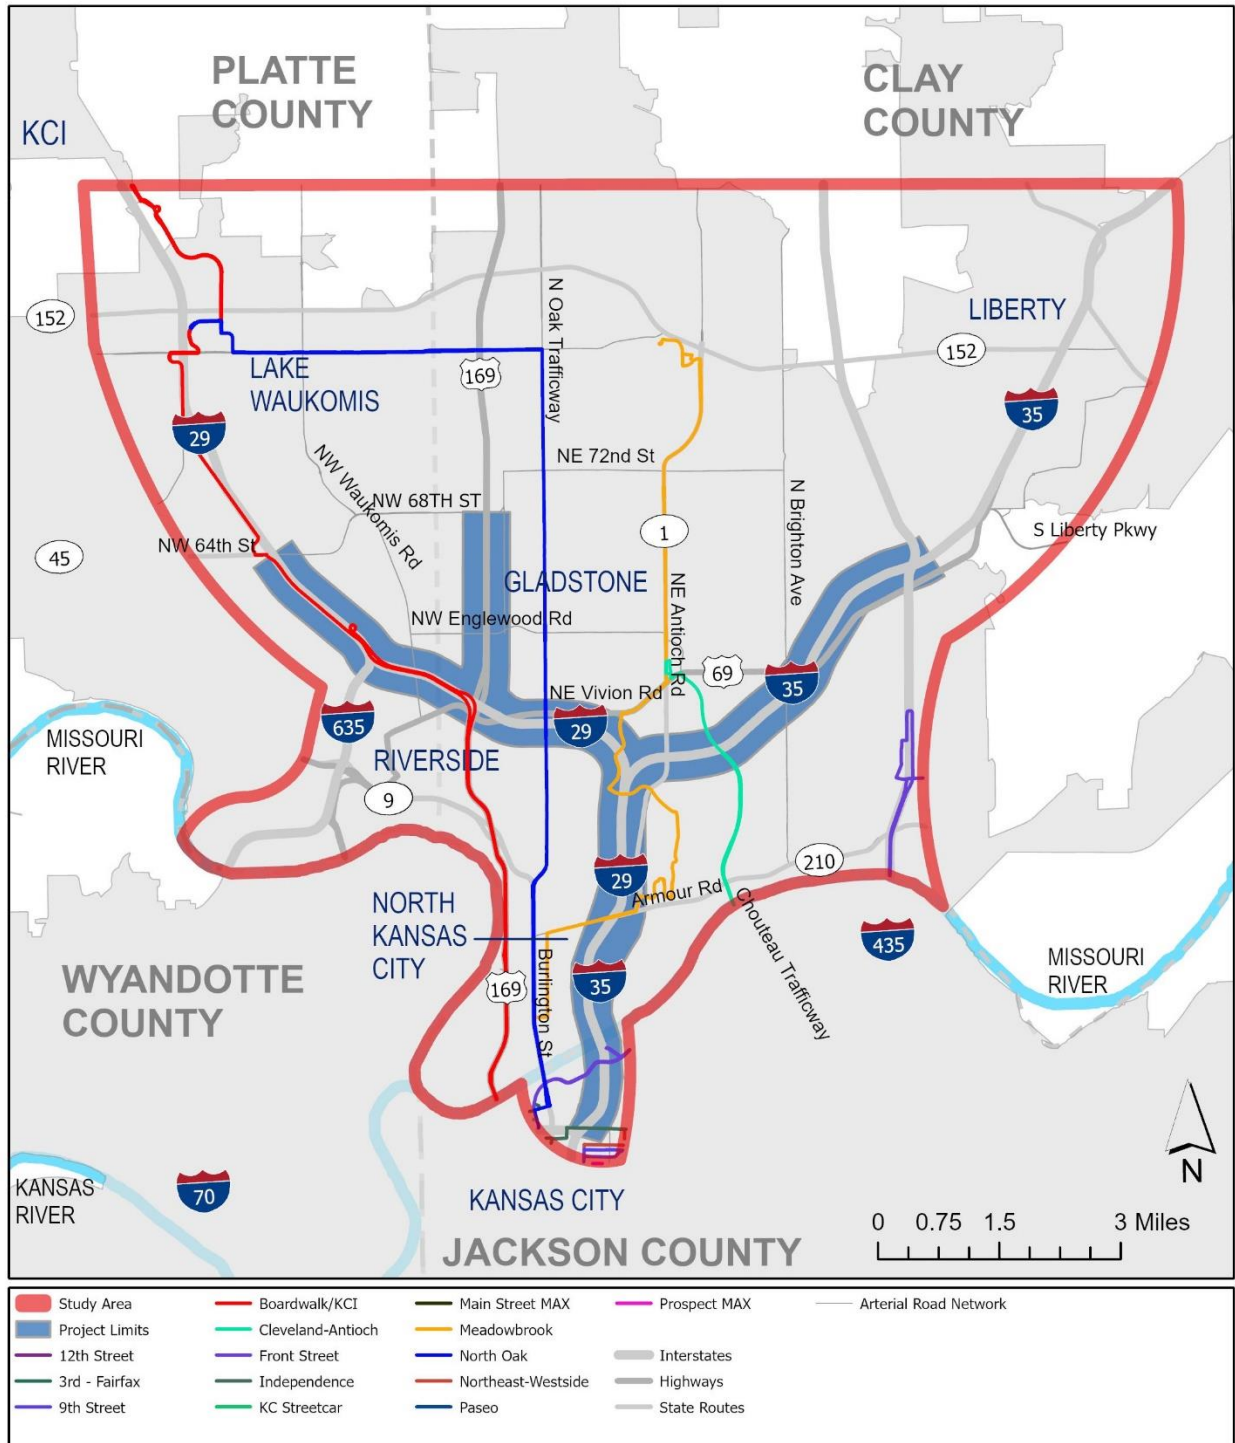 PLATTE
COUNTY
CLAY
COUNTY
KCI
152
LIBERTY
152
N Oak Trafficway
LAKE
WAUKOMIS
169
35
29
NE 72nd St
NW Waukomis Rd
NW 68TH ST
N Brighton Ave
1
S Liberty Pkwy
45
NW 64th St
GLADSTONE
NE Antioch Rd
NW Englewood Rd
69
35
NE Vivion Rd
635
29
MISSOURI
RIVER
RIVERSIDE
9
210
29
Armour Rd
NORTH
KANSAS
CITY
Chouteau Trafficway
435
MISSOURI
RIVER
WYANDOTTE
COUNTY
169
Burlington St
35
KANSAS
RIVER
70
KANSAS CITY
N
0 0.75 1.5 3 Miles
JACKSON COUNTY
Study Area
Project Limits
12th Street
3rd - Fairfax
9th Street
Boardwalk/KCI
Cleveland-Antioch
Front Street
Independence
KC Streetcar
Main Street MAX
Meadowbrook
North Oak
Northeast-Westside
Paseo
Prospect MAX
Interstates
Highways
State Routes
Arterial Road Network